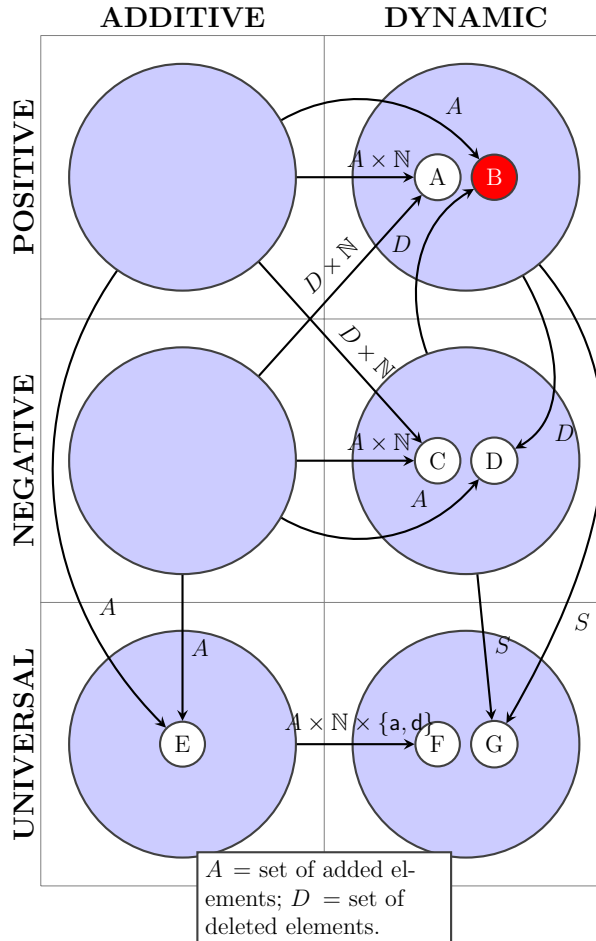 ADDITIVE DYNAMIC
POSITIVE
A
A × ℕ
A
B
D
D × ℕ
D × ℕ
NEGATIVE
A × ℕ
C
D
D
A
UNIVERSAL
A
A
S
S
E
A × ℕ × {a, d}
F
G
A = set of added el-
ements; D = set of
deleted elements.